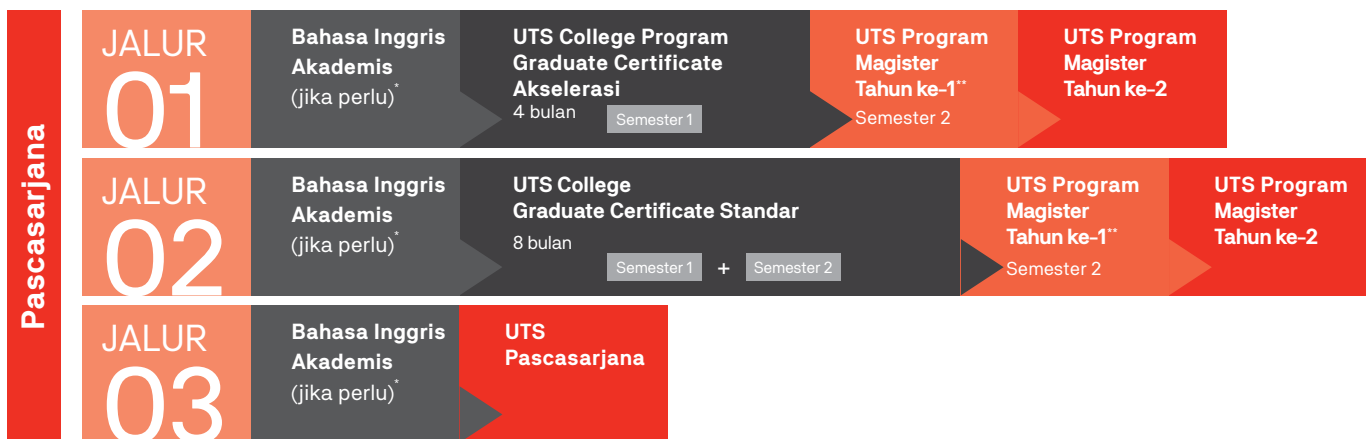 Pascasarjana
JALUR
01
Bahasa Inggris
Akademis
(jika perlu)*
UTS College Program
Graduate Certificate
Akselerasi
4 bulan
Semester 1
UTS Program
Magister
Tahun ke-1**
Semester 2
UTS Program
Magister
Tahun ke-2
JALUR
02
Bahasa Inggris
Akademis
(jika perlu)*
UTS College
Graduate Certificate Standar
8 bulan
Semester 1 + Semester 2
UTS Program
Magister
Tahun ke-1**
Semester 2
UTS Program
Magister
Tahun ke-2
JALUR
03
Bahasa Inggris
Akademis
(jika perlu)*
UTS
Pascasarjana